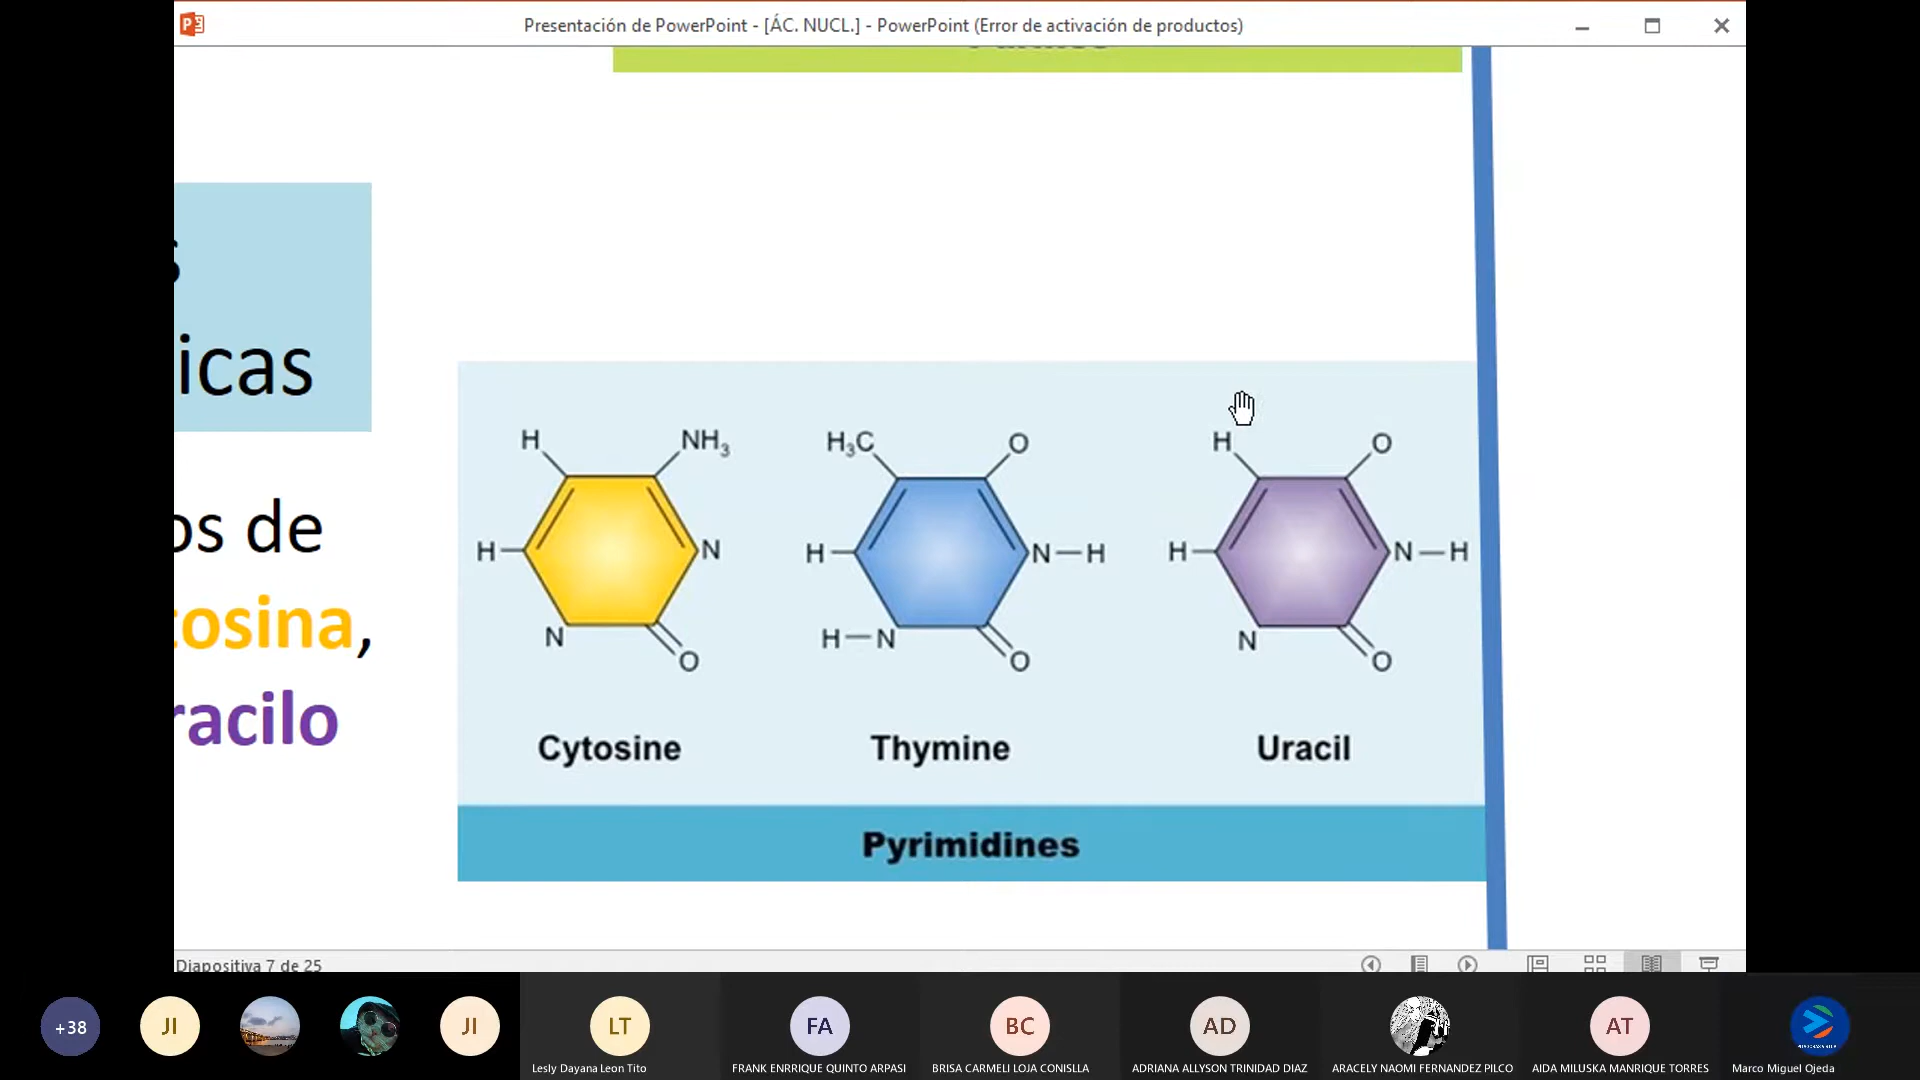 Presentación de PowerPoint - [ÁC. NUCL.] - PowerPoint (Error de activación de productos)
s
icas
os de
tosina,
racilo
H NH3 H3C O H O
H N H N H H N H
N O H N O N O
Cytosine Thymine Uracil
Pyrimidines
Diapositiva 7 de 25
+38 JI JI LT FA BC AD AT
Lesly Dayana Leon Tito FRANK ENRRIQUE QUINTO ARPASI BRISA CARMELI LOJA CONISLLA ADRIANA ALLYSON TRINIDAD DIAZ ARACELY NAOMI FERNANDEZ PILCO AIDA MILUSKA MANRIQUE TORRES Marco Miguel Ojeda